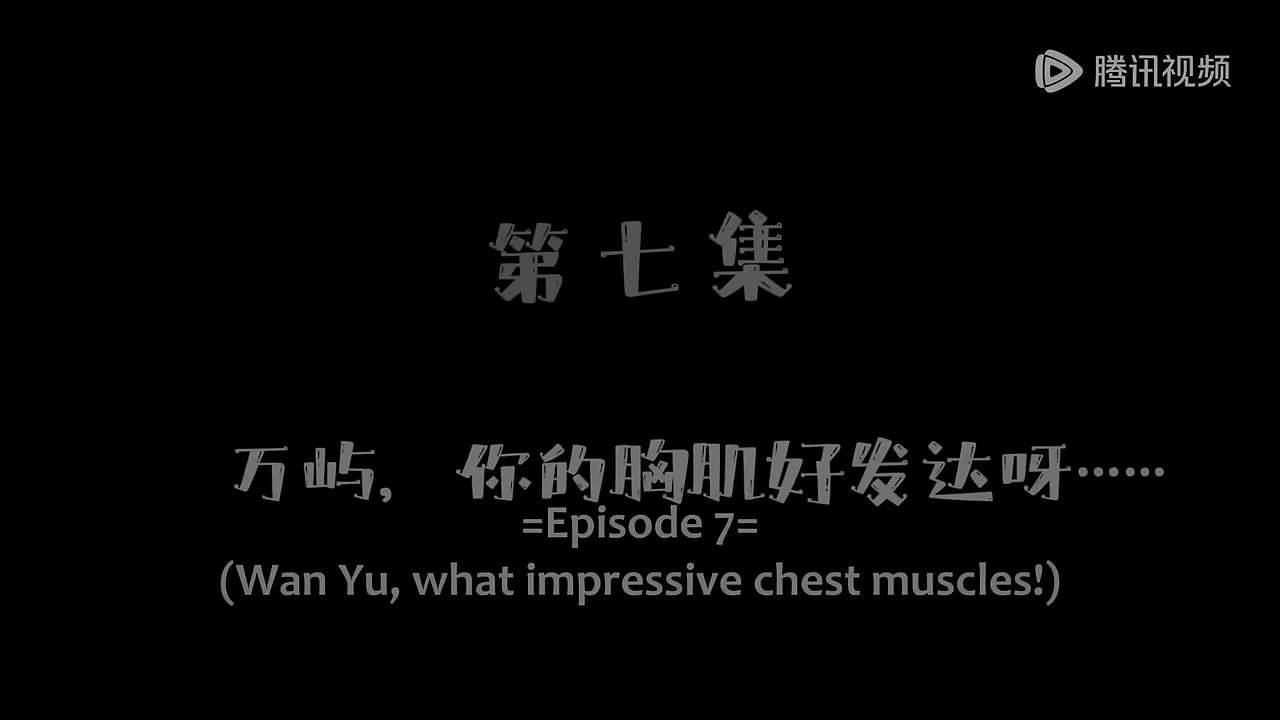 腾讯视频
第七集
万屿，你的胸肌好发达呀……
=Episode 7=
(Wan Yu, what impressive chest muscles!)